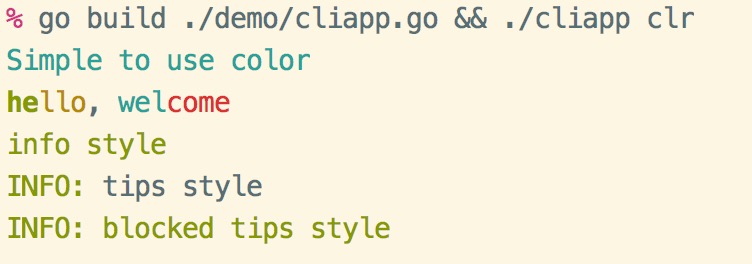 % go build ./demo/cliapp.go && ./cliapp clr
Simple to use color
hello, welcome
info style
INFO: tips style
INFO: blocked tips style